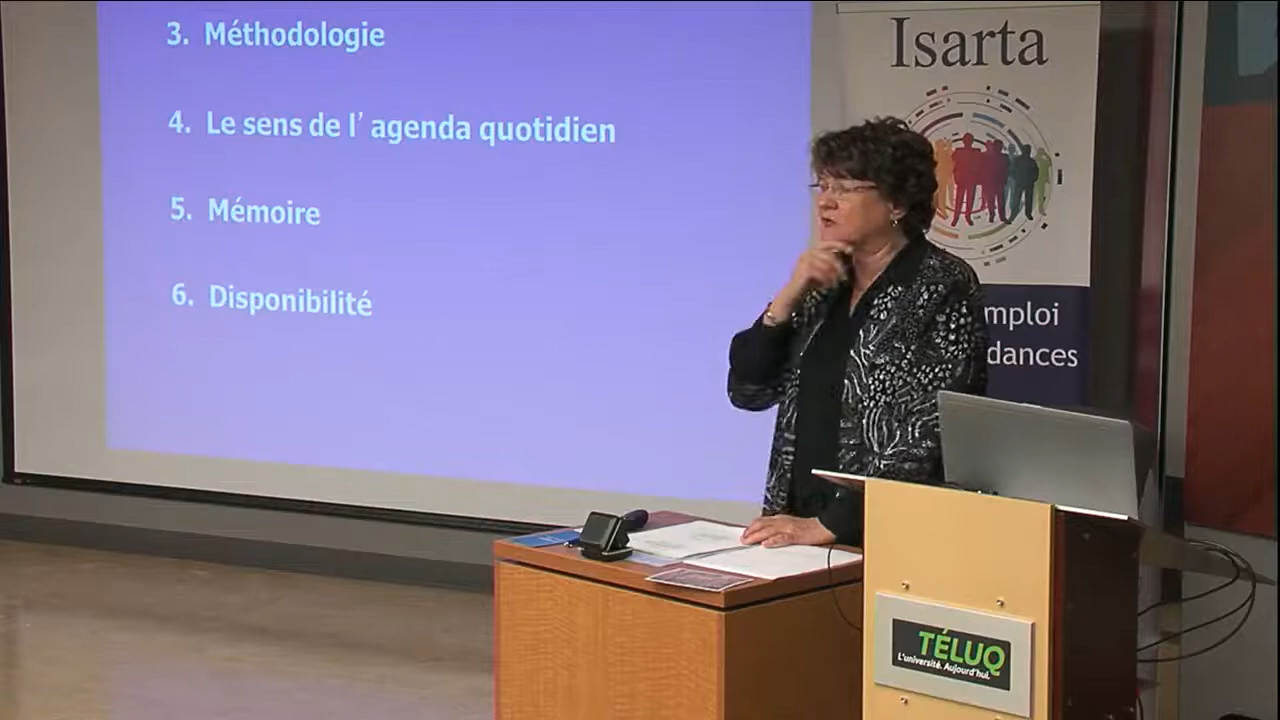 3. Méthodologie
4. Le sens de l' agenda quotidien
5. Mémoire
6. Disponibilité
Isarta
mploi
dances
TÉLUQ
L'université. Aujourd'hui.